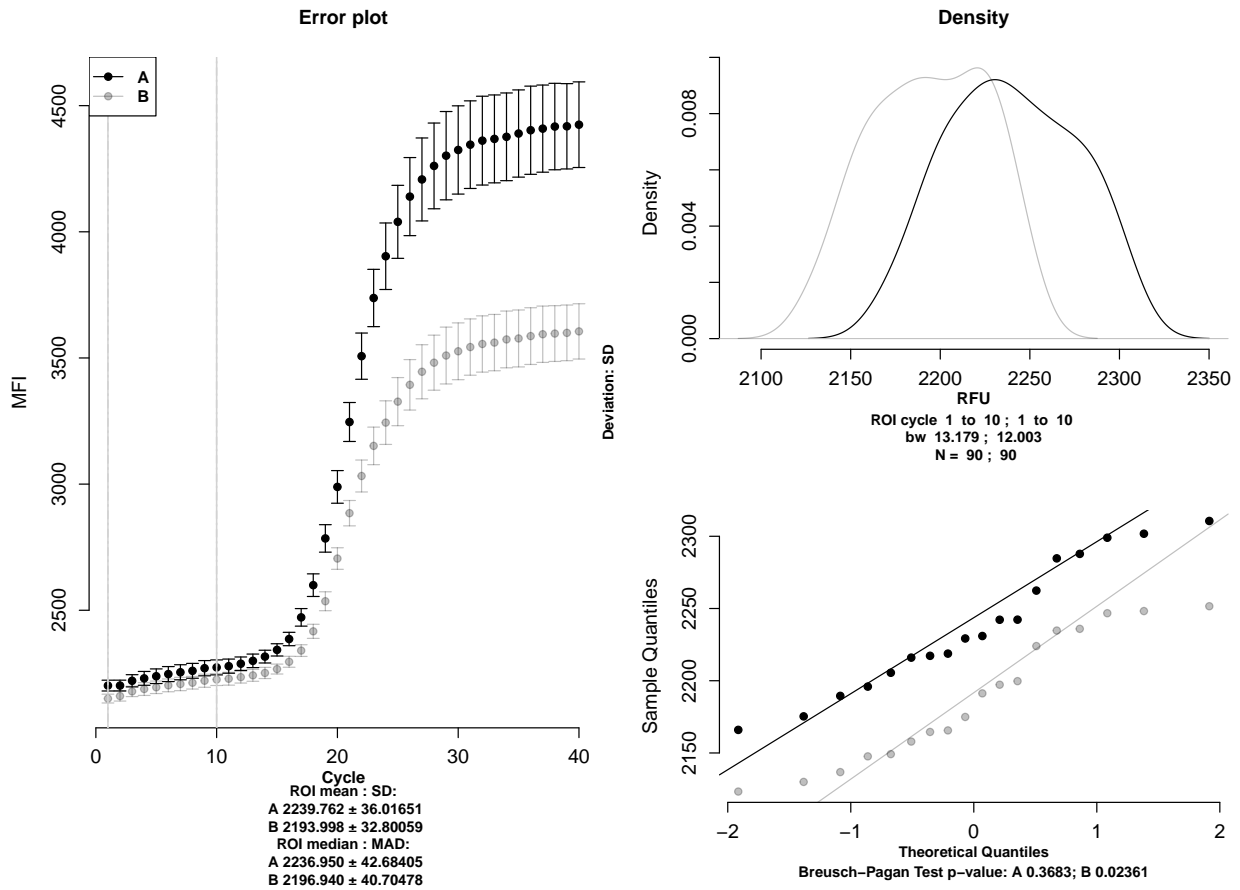 Error plot
A
B
MFI
4500
4000
3500
3000
2500
0 10 20 30 40
Cycle
ROI mean : SD:
A 2239.762 ± 36.01651
B 2193.998 ± 32.80059
ROI median : MAD:
A 2236.950 ± 42.68405
B 2196.940 ± 40.70478
Deviation: SD
Density
Density
0.008
0.004
0.000
2100 2150 2200 2250 2300 2350
RFU
ROI cycle 1 to 10 ; 1 to 10
bw 13.179 ; 12.003
N = 90 ; 90
Sample Quantiles
2300
2250
2200
2150
−2 −1 0 1 2
Theoretical Quantiles
Breusch−Pagan Test p−value: A 0.3683; B 0.02361